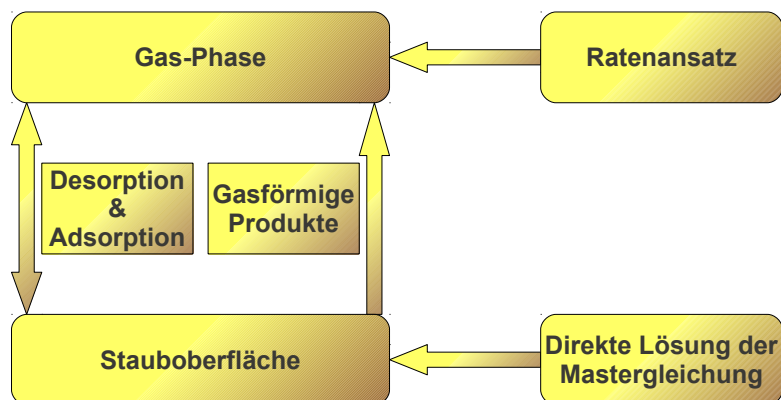 Gas-Phase
Ratenansatz
Desorption
&
Adsorption
Gasförmige
Produkte
Stauboberfläche
Direkte Lösung der
Mastergleichung